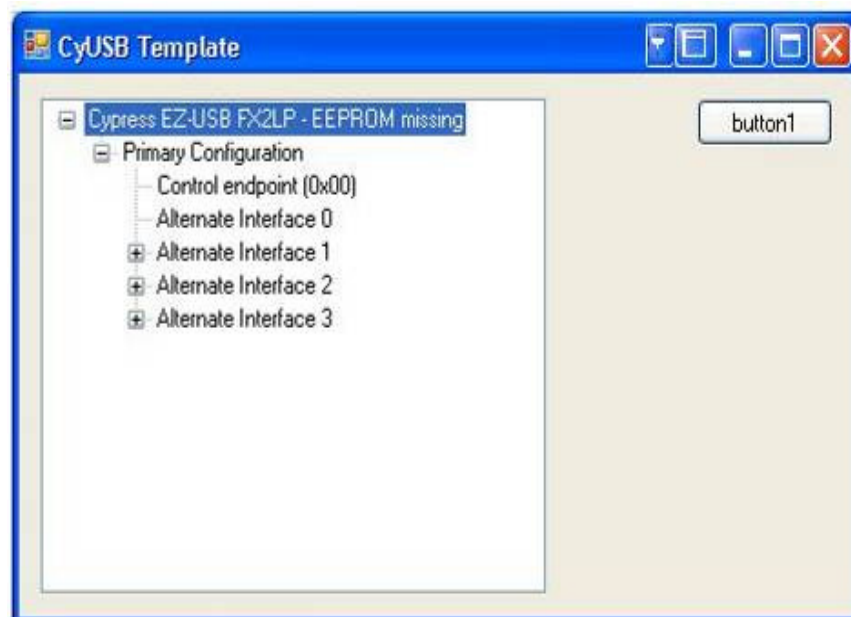 CyUSB Template
Cypress EZ-USB FX2LP - EEPROM missing
button1
Primary Configuration
Control endpoint (0x00)
Alternate Interface 0
Alternate Interface 1
Alternate Interface 2
Alternate Interface 3